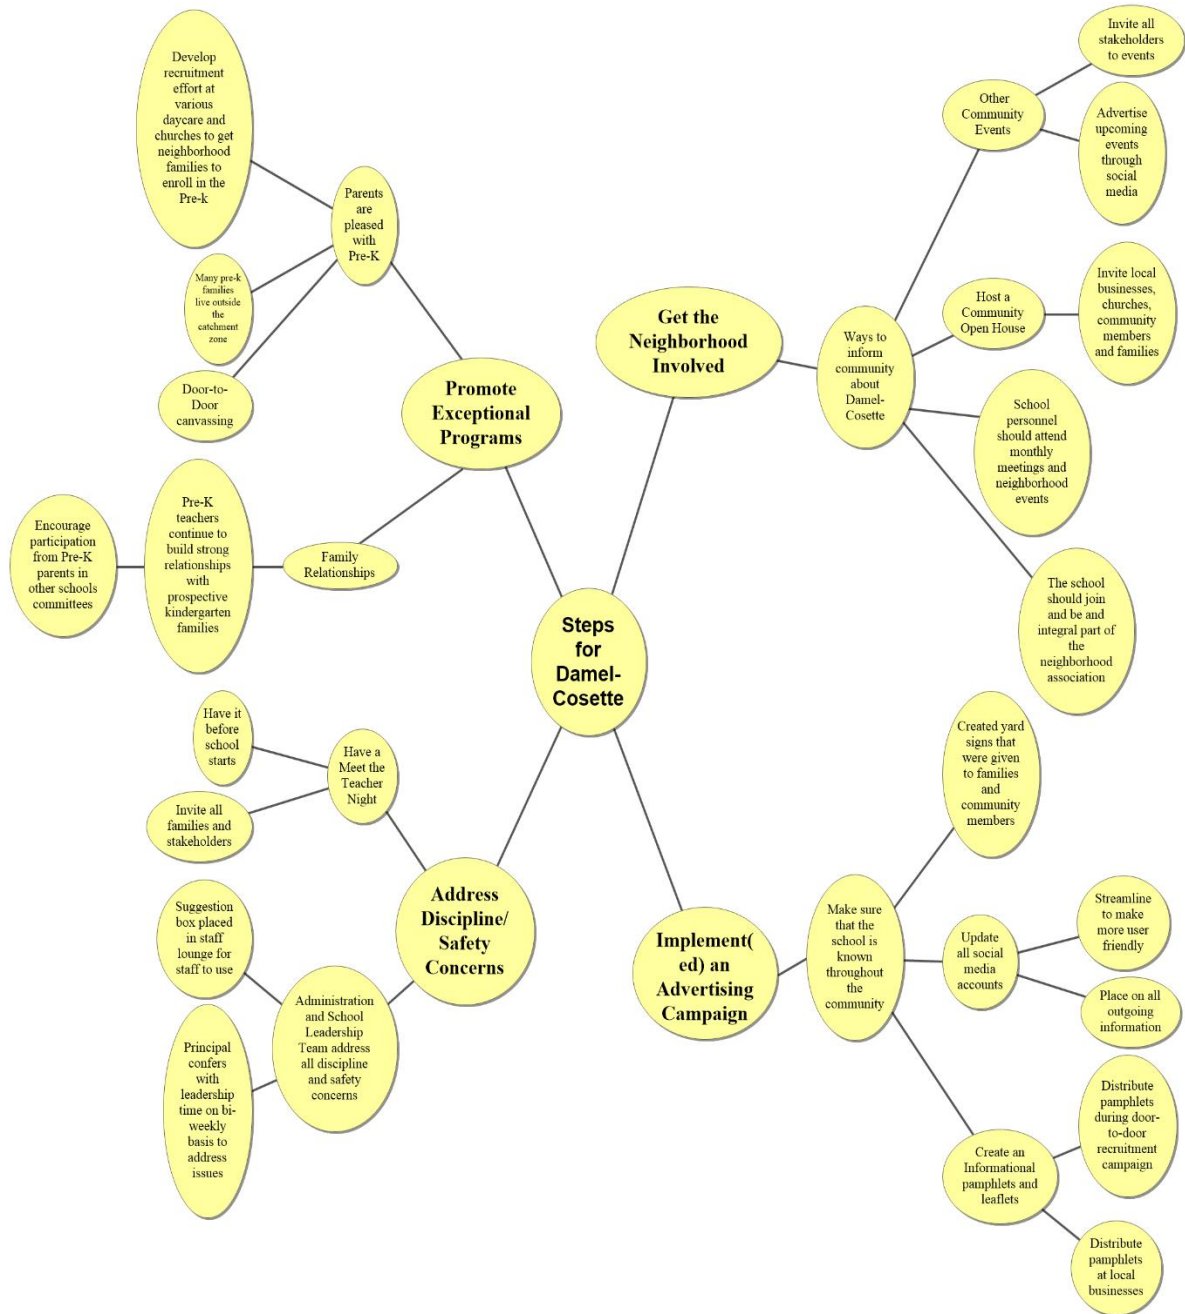 Steps
for
Damel-
Cosette
Promote
Exceptional
Programs
Parents
are
pleased
with
Pre-K
Develop
recruitment
effort at
various
daycare and
churches to get
neighborhood
families to
enroll in the
Pre-k
Many pre-k
families
live outside
the
catchment
zone
Door-to-
Door
canvassing
Family
Relationships
Pre-K
teachers
continue to
build strong
relationships
with
prospective
kindergarten
families
Encourage
participation
from Pre-K
parents in
other schools
committees
Get the
Neighborhood
Involved
Ways to
inform
community
about
Damel-
Cosette
Other
Community
Events
Invite all
stakeholders
to events
Advertise
upcoming
events
through
social
media
Host a
Community
Open House
Invite local
businesses,
churches,
community
members
and families
School
personnel
should attend
monthly
meetings and
neighborhood
events
The school
should join
and be and
integral part of
the
neighborhood
association
Address
Discipline/
Safety
Concerns
Have a
Meet the
Teacher
Night
Have it
before
school
starts
Invite all
families and
stakeholders
Administration
and School
Leadership
Team address
all discipline
and safety
concerns
Suggestion
box placed
in staff
lounge for
staff to use
Principal
confers
with
leadership
time on bi-
weekly
basis to
address
issues
Implement(
ed) an
Advertising
Campaign
Make sure
that the
school is
known
throughout
the
community
Created yard
signs that
were given
to families
and
community
members
Update
all social
media
accounts
Streamline
to make
more user
friendly
Place on all
outgoing
information
Create an
Informational
pamphlets and
leaflets
Distribute
pamphlets
during door-
to-door
recruitment
campaign
Distribute
pamphlets
at local
businesses